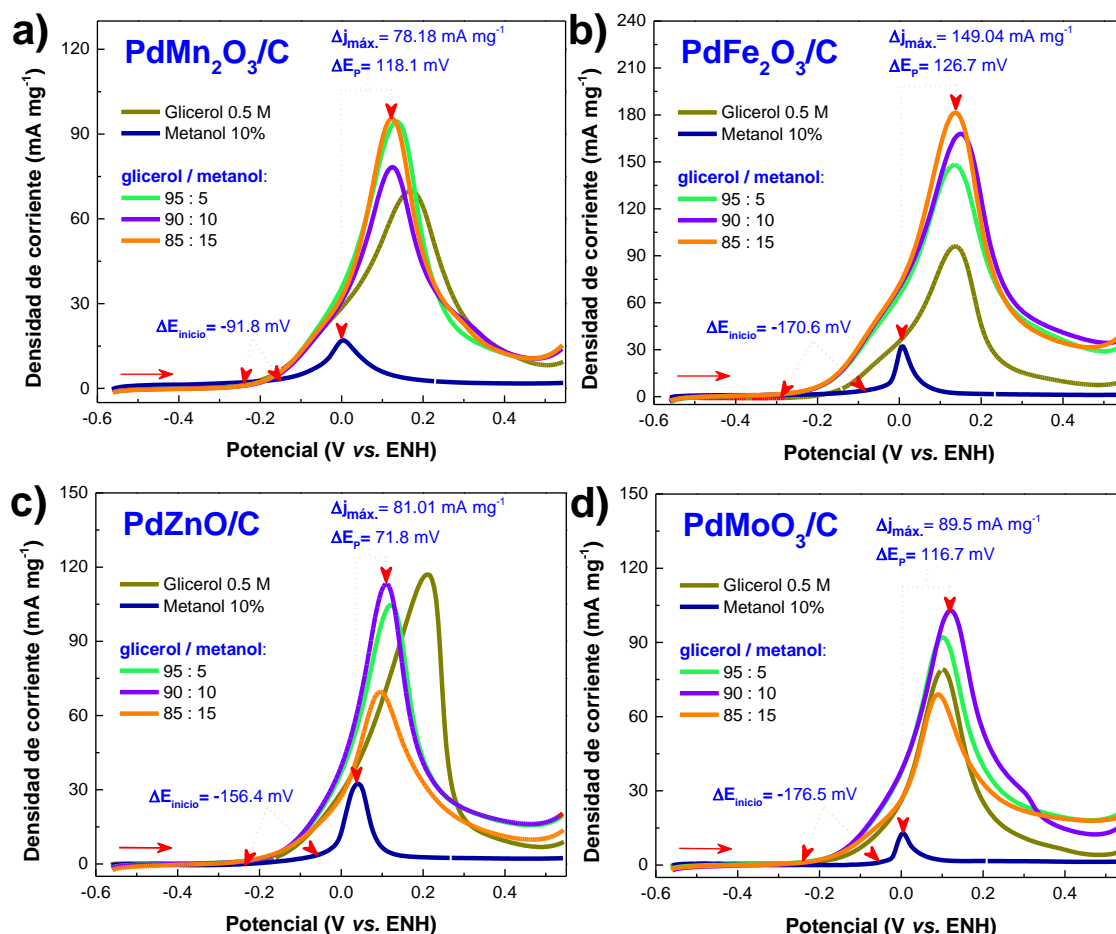 a)
PdMn₂O₃/C
Δjmáx. = 78.18 mA mg⁻¹
ΔEP= 118.1 mV
Glicerol 0.5 M
Metanol 10%
glicerol / metanol:
95 : 5
90 : 10
85 : 15
ΔEinicio= -91.8 mV
120
90
60
30
0
-0.6 -0.4 -0.2 0.0 0.2 0.4
Densidad de corriente (mA mg⁻¹)
Potencial (V vs. ENH)
b)
PdFe₂O₃/C
Δjmáx. = 149.04 mA mg⁻¹
ΔEP= 126.7 mV
Glicerol 0.5 M
Metanol 10%
glicerol / metanol:
95 : 5
90 : 10
85 : 15
ΔEinicio= -170.6 mV
240
210
180
150
120
90
60
30
0
-0.6 -0.4 -0.2 0.0 0.2 0.4
Densidad de corriente (mA mg⁻¹)
Potencial (V vs. ENH)
c)
PdZnO/C
Δjmáx. = 81.01 mA mg⁻¹
ΔEP= 71.8 mV
Glicerol 0.5 M
Metanol 10%
glicerol / metanol:
95 : 5
90 : 10
85 : 15
ΔEinicio= -156.4 mV
150
120
90
60
30
0
-0.6 -0.4 -0.2 0.0 0.2 0.4
Densidad de corriente (mA mg⁻¹)
Potencial (V vs. ENH)
d)
PdMoO₃/C
Δjmáx. = 89.5 mA mg⁻¹
ΔEP= 116.7 mV
Glicerol 0.5 M
Metanol 10%
glicerol / metanol:
95 : 5
90 : 10
85 : 15
ΔEinicio= -176.5 mV
150
120
90
60
30
0
-0.6 -0.4 -0.2 0.0 0.2 0.4
Densidad de corriente (mA mg⁻¹)
Potencial (V vs. ENH)